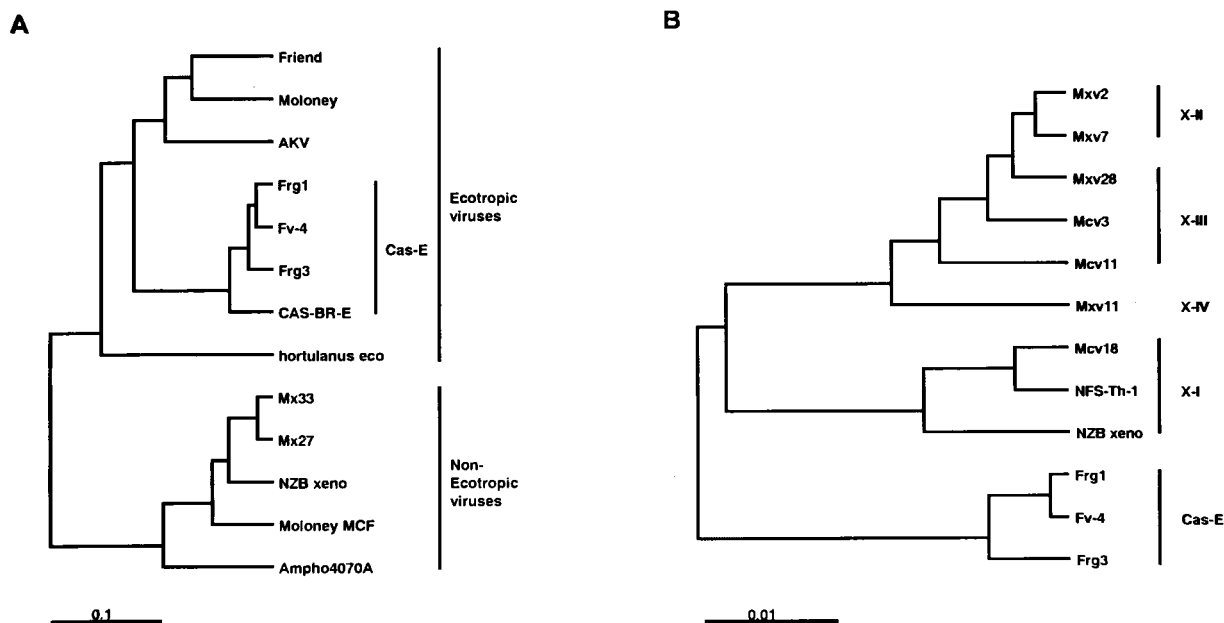 A
Friend
Moloney
AKV
Frg1
Fv-4
Frg3
CAS-BR-E
hortulanus eco
Mx33
Mx27
NZB xeno
Moloney MCF
Ampho4070A
Cas-E
Ecotropic
viruses
Non-
Ecotropic
viruses
0.1
B
Mxv2
Mxv7
Mxv28
Mcv3
Mcv11
Mxv11
Mcv18
NFS-Th-1
NZB xeno
Frg1
Fv-4
Frg3
X-II
X-III
X-IV
X-I
Cas-E
0.01